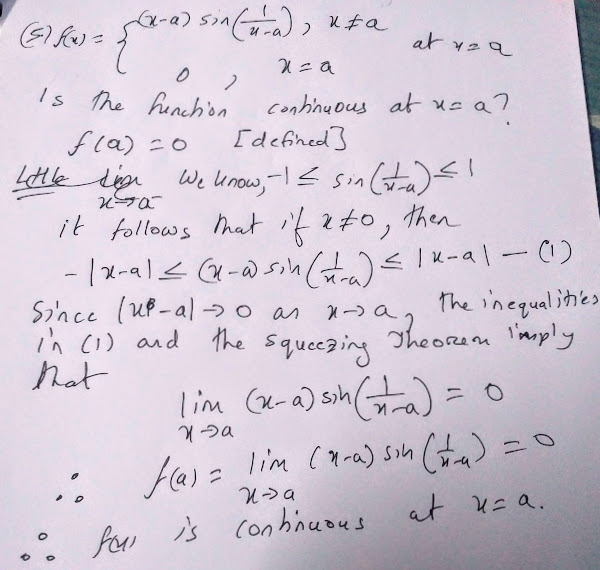 (5) f(x) = { (x-a) sin(1/(x-a)), x ≠ a at x = a
0, x = a
Is the function continuous at x = a?
f(a) = 0 [defined]
We know, -1 ≤ sin(1/(x-a)) ≤ 1
x→a⁻
it follows that if x ≠ 0, then
-|x-a| ≤ (x-a) sin(1/(x-a)) ≤ |x-a| — (1)
Since |x-a| → 0 as x→a, the inequalities
in (1) and the squeezing Theorem imply
that
lim (x-a) sin(1/(x-a)) = 0
x→a
∴ f(a) = lim (x-a) sin(1/(x-a)) = 0
x→a
∴ f(x) is continuous at x = a.